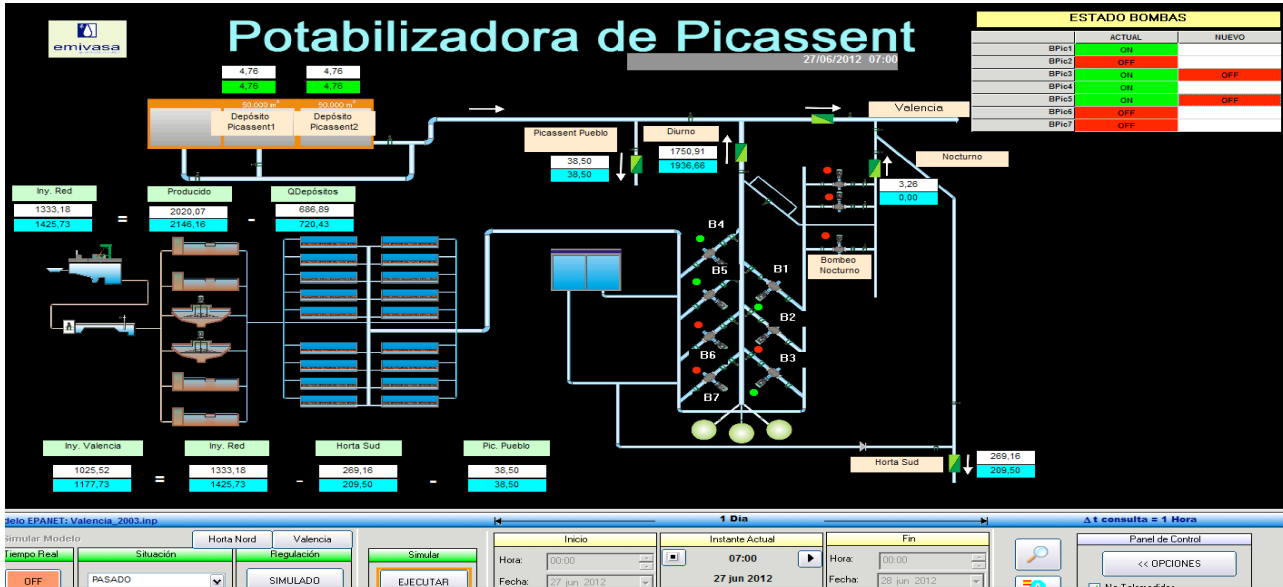 emivasa
Potabilizadora de Picassent
27/06/2012 07:00
ESTADO BOMBAS
ACTUAL NUEVO
BPic1 ON
BPic2 OFF
BPic3 ON OFF
BPic4 ON
BPic5 ON OFF
BPic6 OFF
BPic7 OFF
4,76 4,76
4,76 4,76
50.000 m³ 50.000 m³
Depósito Picassent1
Depósito Picassent2
Valencia
Picassent Pueblo
38,50
38,50
Diurno
1750,91
1936,66
Nocturno
3,26
0,00
Iny. Red Producido QDepósitos
1333,18 2020,07 686,89
= -
1425,73 2146,16 720,43
B4
B5
B1
B2
B6
B3
B7
Bombeo Nocturno
A
Horta Sud
269,16
209,50
Iny. Valencia Iny. Red Horta Sud Pic. Pueblo
1025,52 1333,18 269,16 38,50
= - -
1177,73 1425,73 209,50 38,50
delo EPANET: Valencia_2003.inp
1 Dia
Δ t consulta = 1 Hora
Simular Modelo
Horta Nord Valencia
Tiempo Real Situación Regulación Simular
OFF PASADO SIMULADO EJECUTAR
Inicio Instante Actual Fin
Hora: 00:00 07:00 Hora: 00:00
Fecha: 27 jun 2012 27 jun 2012 Fecha: 28 jun 2012
Panel de Control
<< OPCIONES